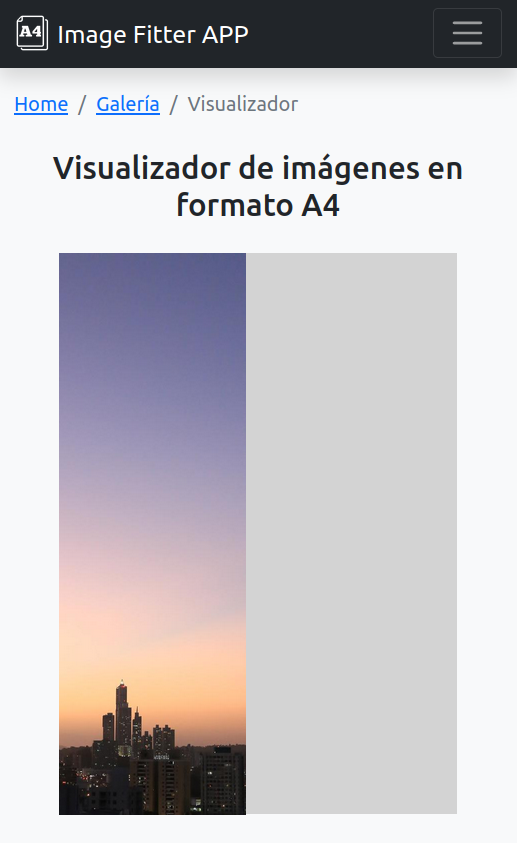 A4 Image Fitter APP
Home / Galería / Visualizador
Visualizador de imágenes en
formato A4